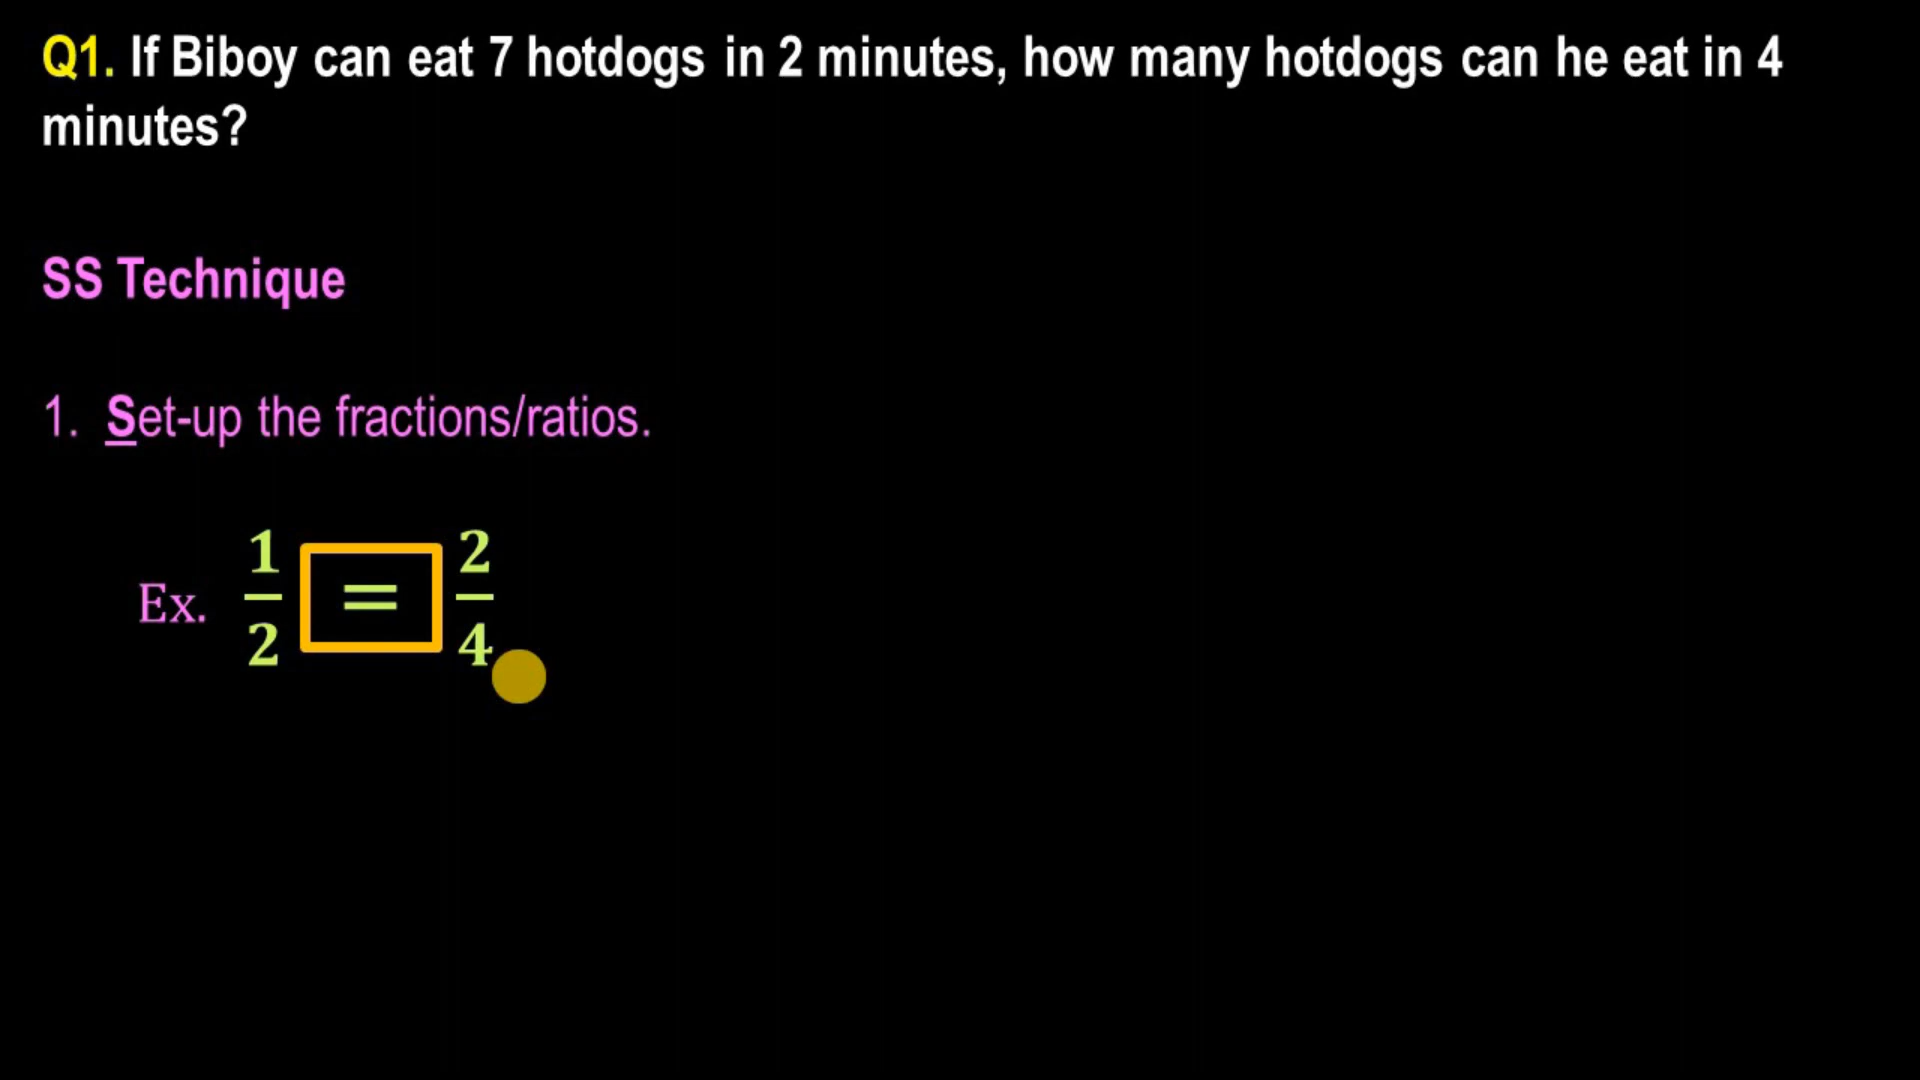 Q1. If Biboy can eat 7 hotdogs in 2 minutes, how many hotdogs can he eat in 4
minutes?
SS Technique
1. Set-up the fractions/ratios.
Ex. 1/2 = 2/4